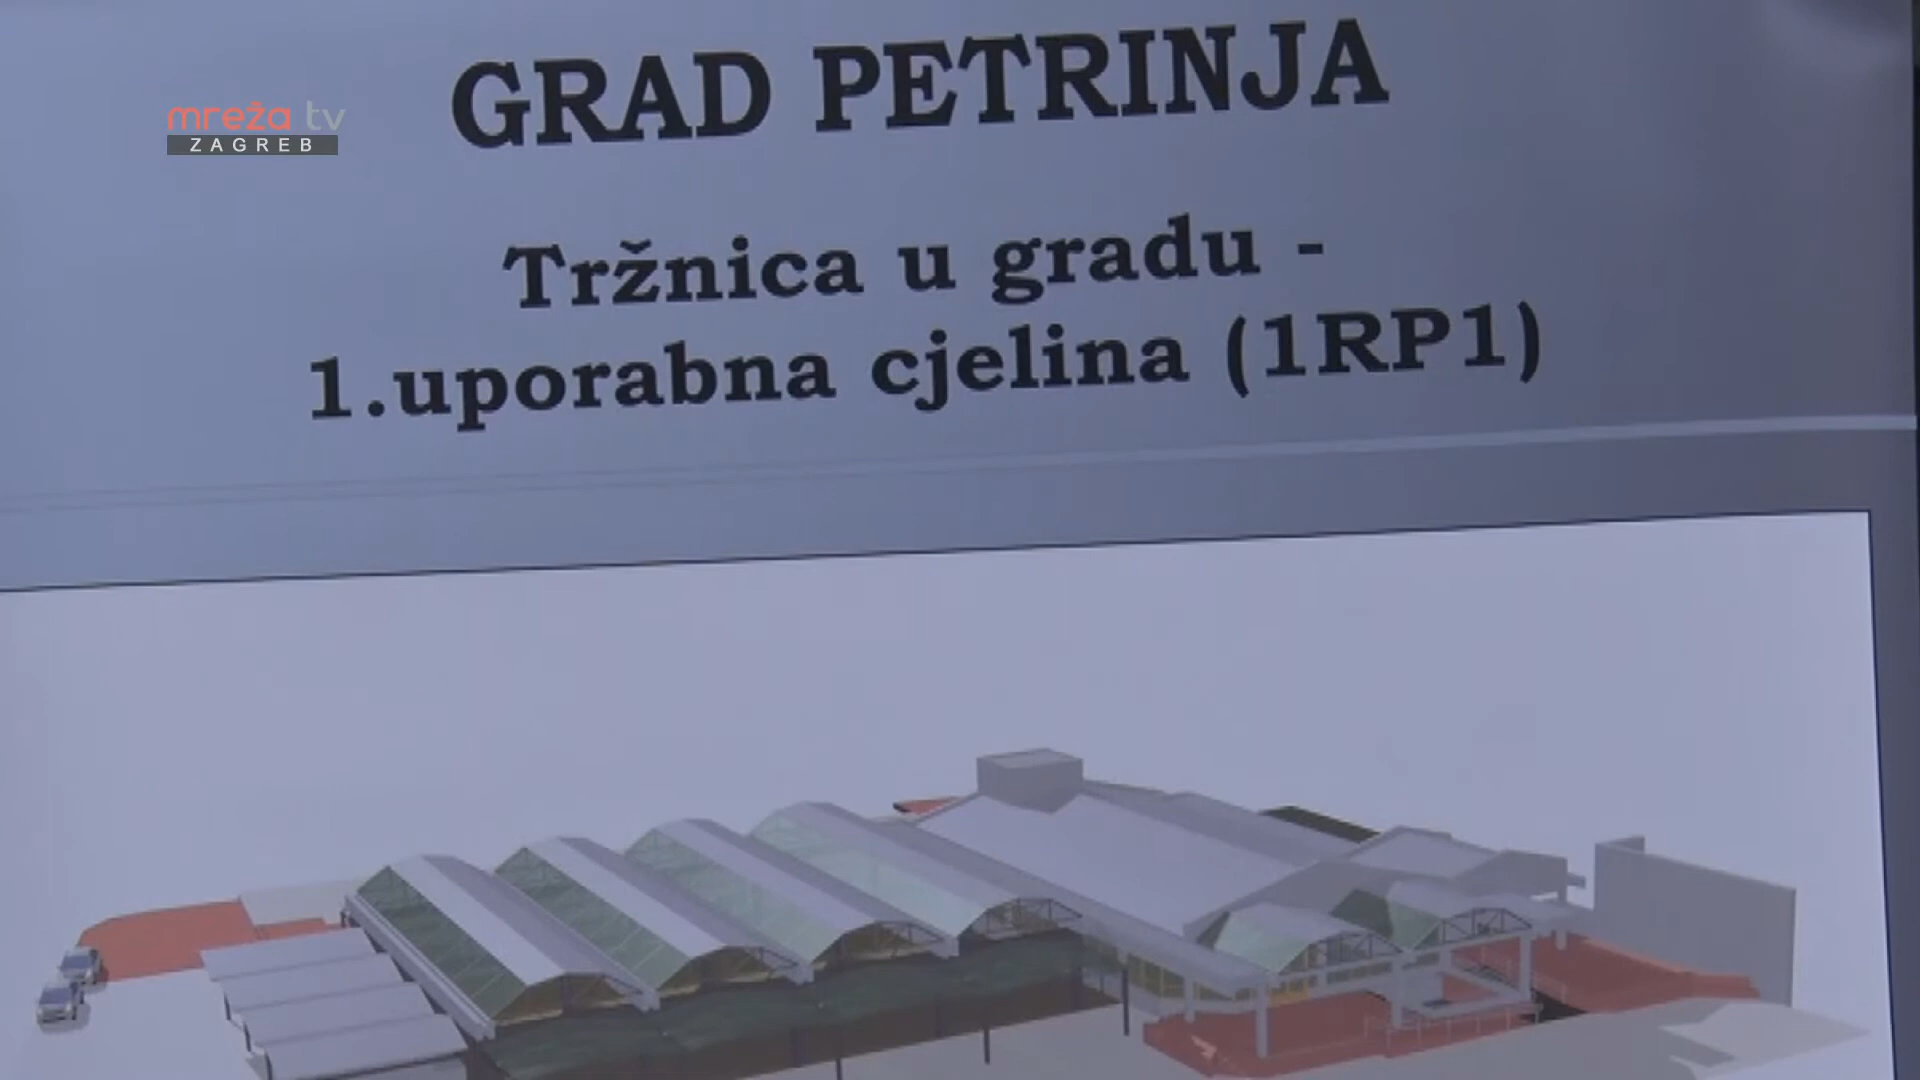 mreža tv
ZAGREB
GRAD PETRINJA
Tržnica u gradu -
1.uporabna cjelina (1RP1)